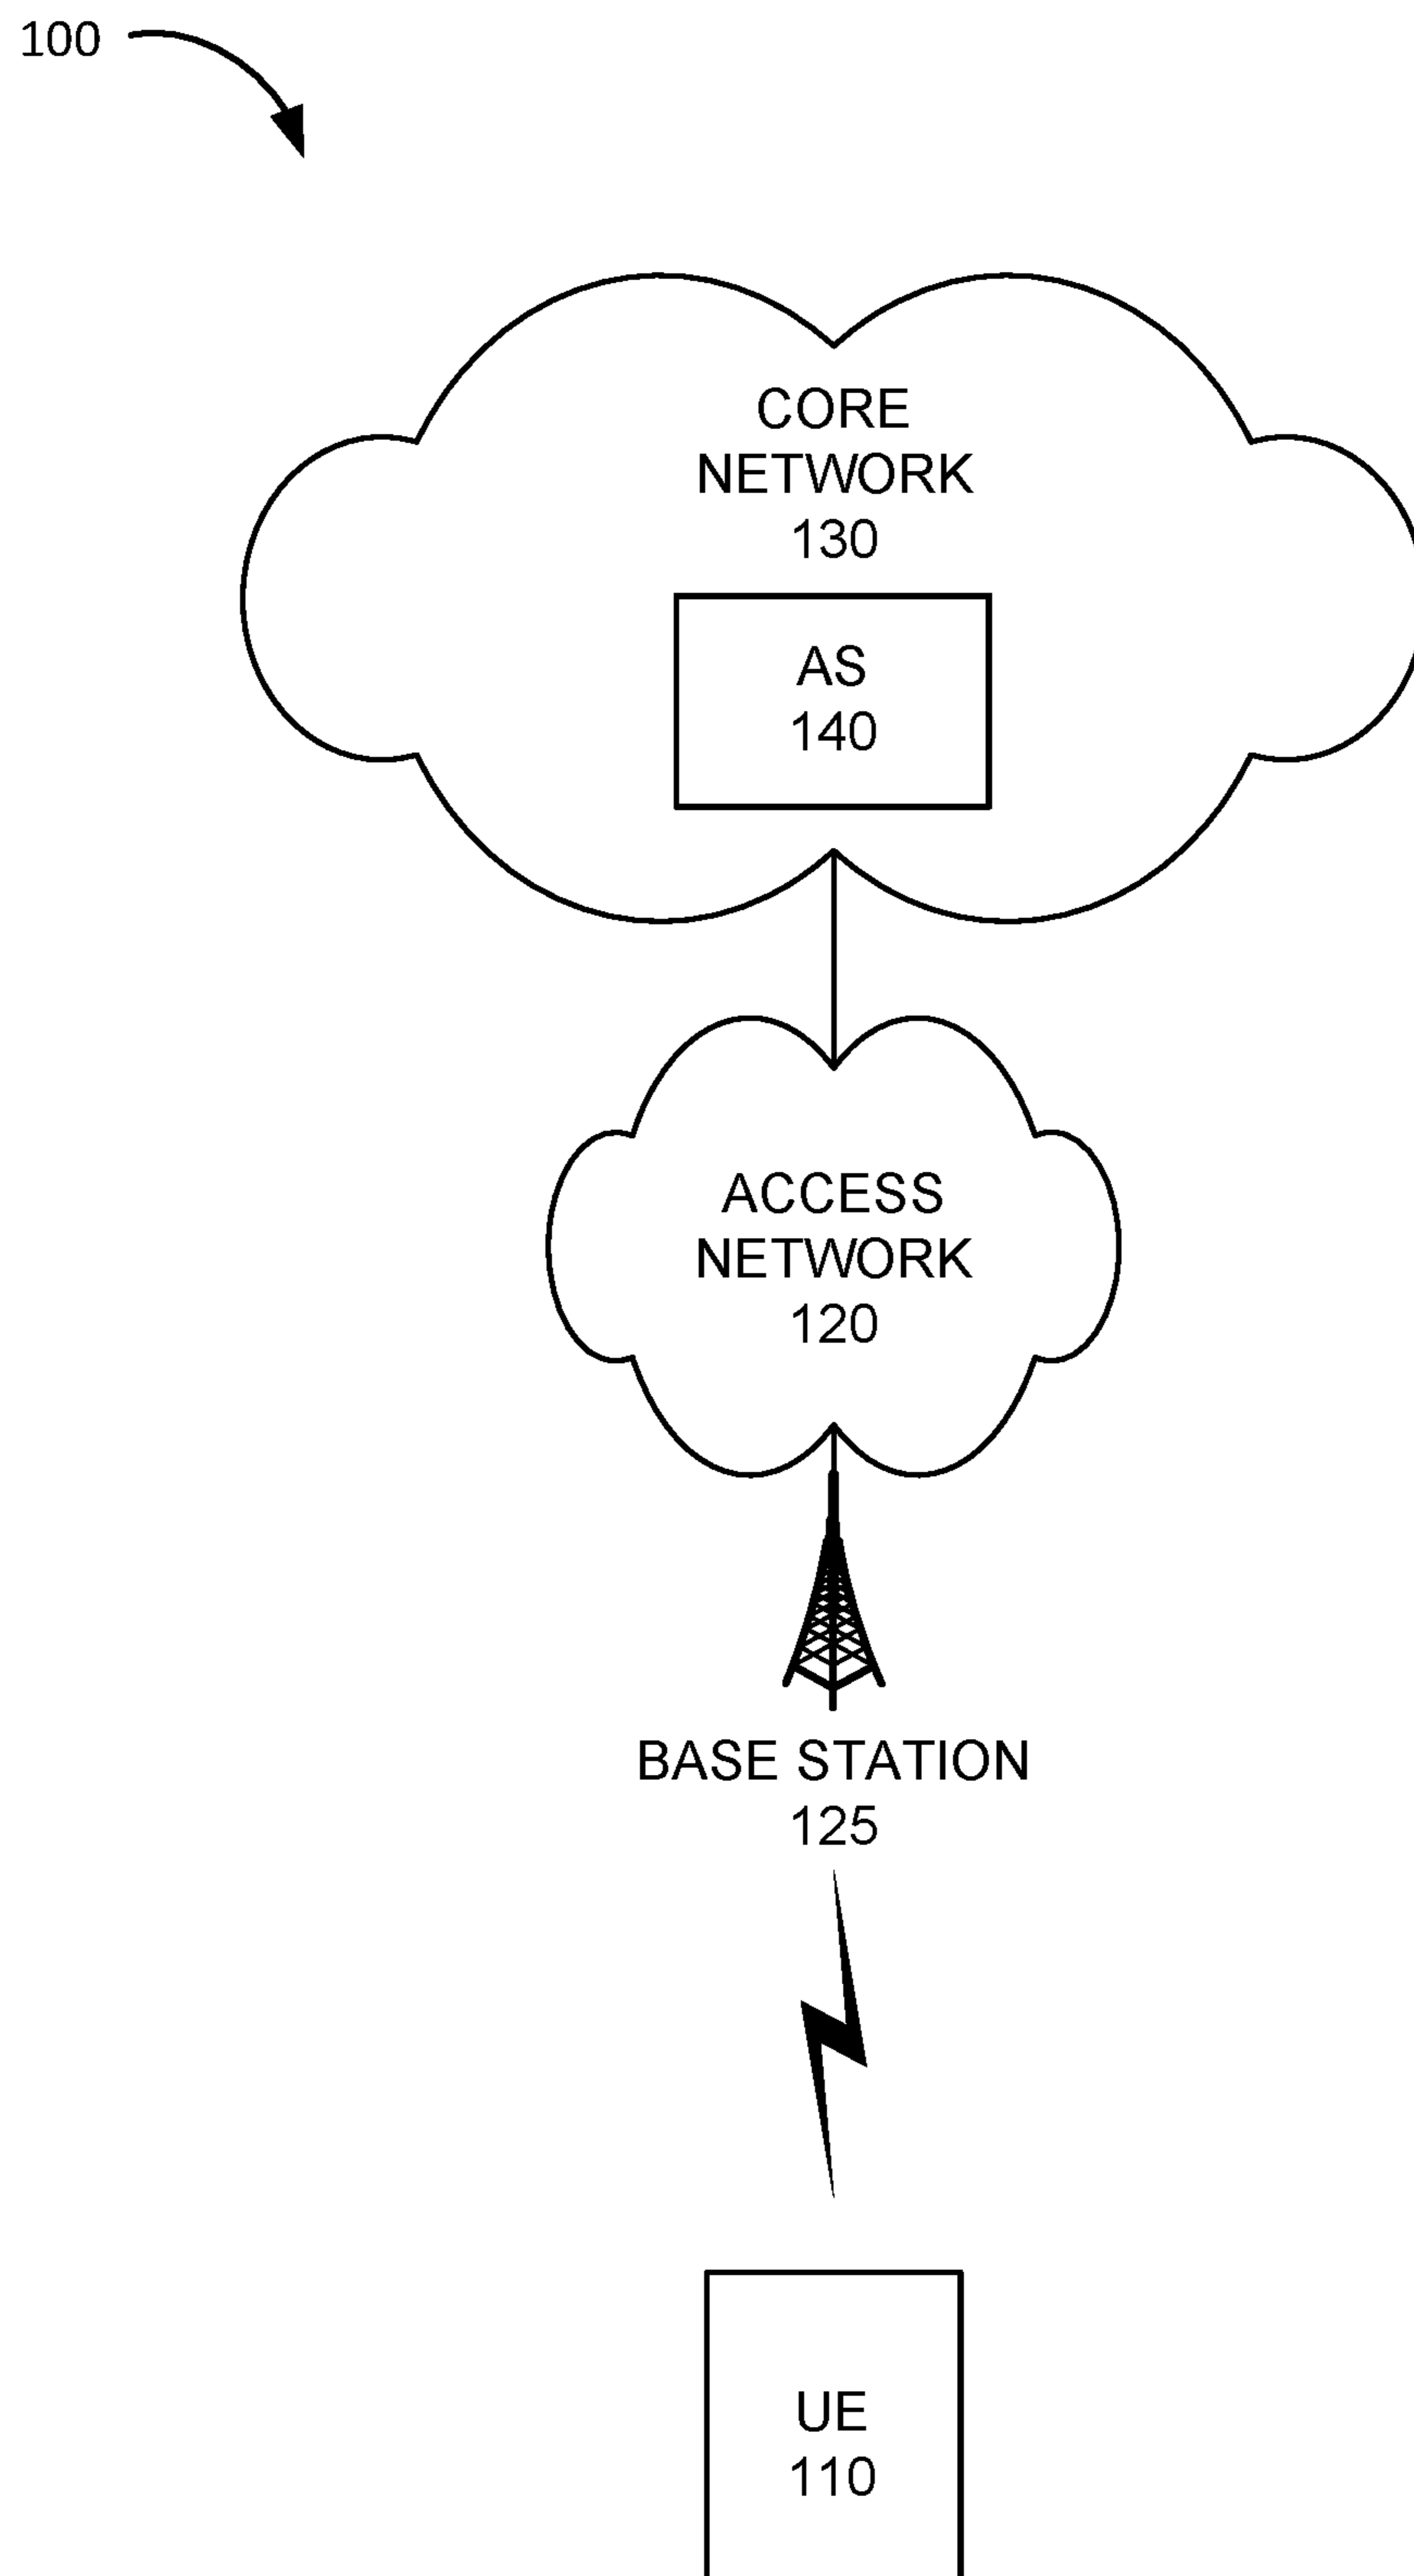 100
CORE
NETWORK
130
AS
140
ACCESS
NETWORK
120
BASE STATION
125
UE
110